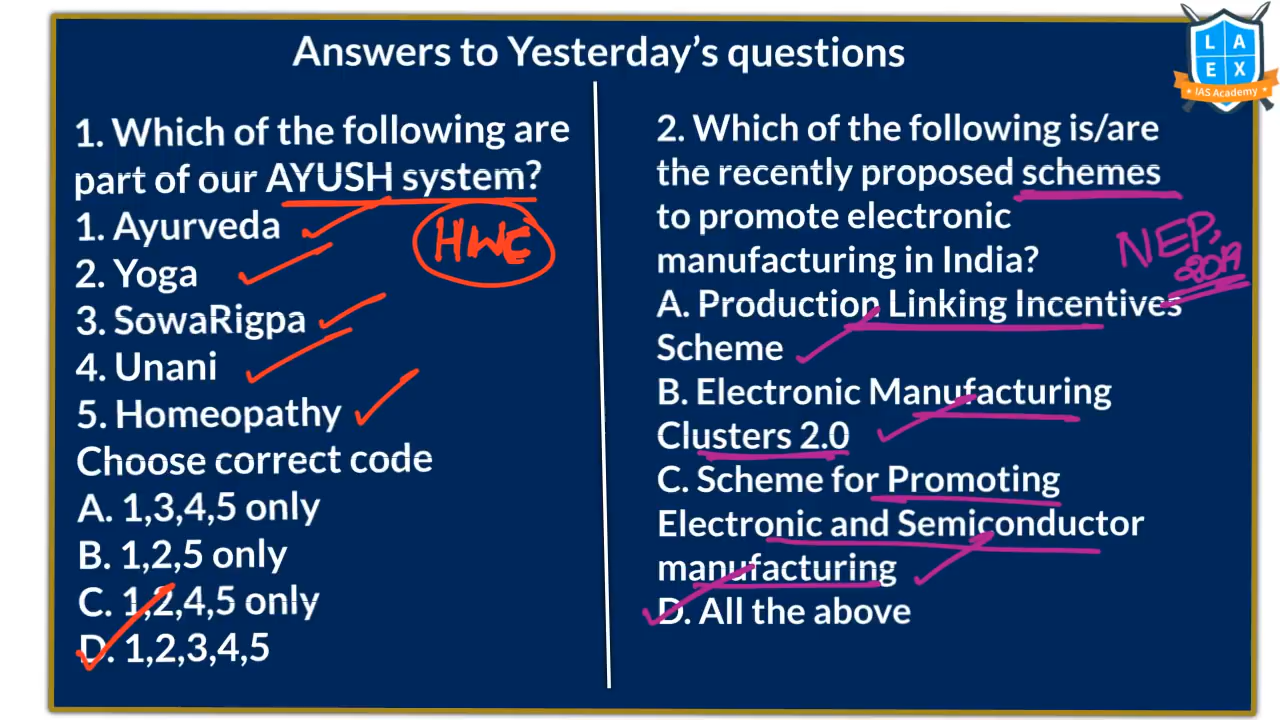 Answers to Yesterday's questions
1. Which of the following are
part of our AYUSH system?
1. Ayurveda
2. Yoga
3. SowaRigpa
4. Unani
5. Homeopathy
Choose correct code
A. 1,3,4,5 only
B. 1,2,5 only
C. 1,2,4,5 only
D. 1,2,3,4,5
2. Which of the following is/are
the recently proposed schemes
to promote electronic
manufacturing in India?
A. Production Linking Incentives
Scheme
B. Electronic Manufacturing
Clusters 2.0
C. Scheme for Promoting
Electronic and Semiconductor
manufacturing
D. All the above
NEP,
2019
L A
E X
IAS Academy